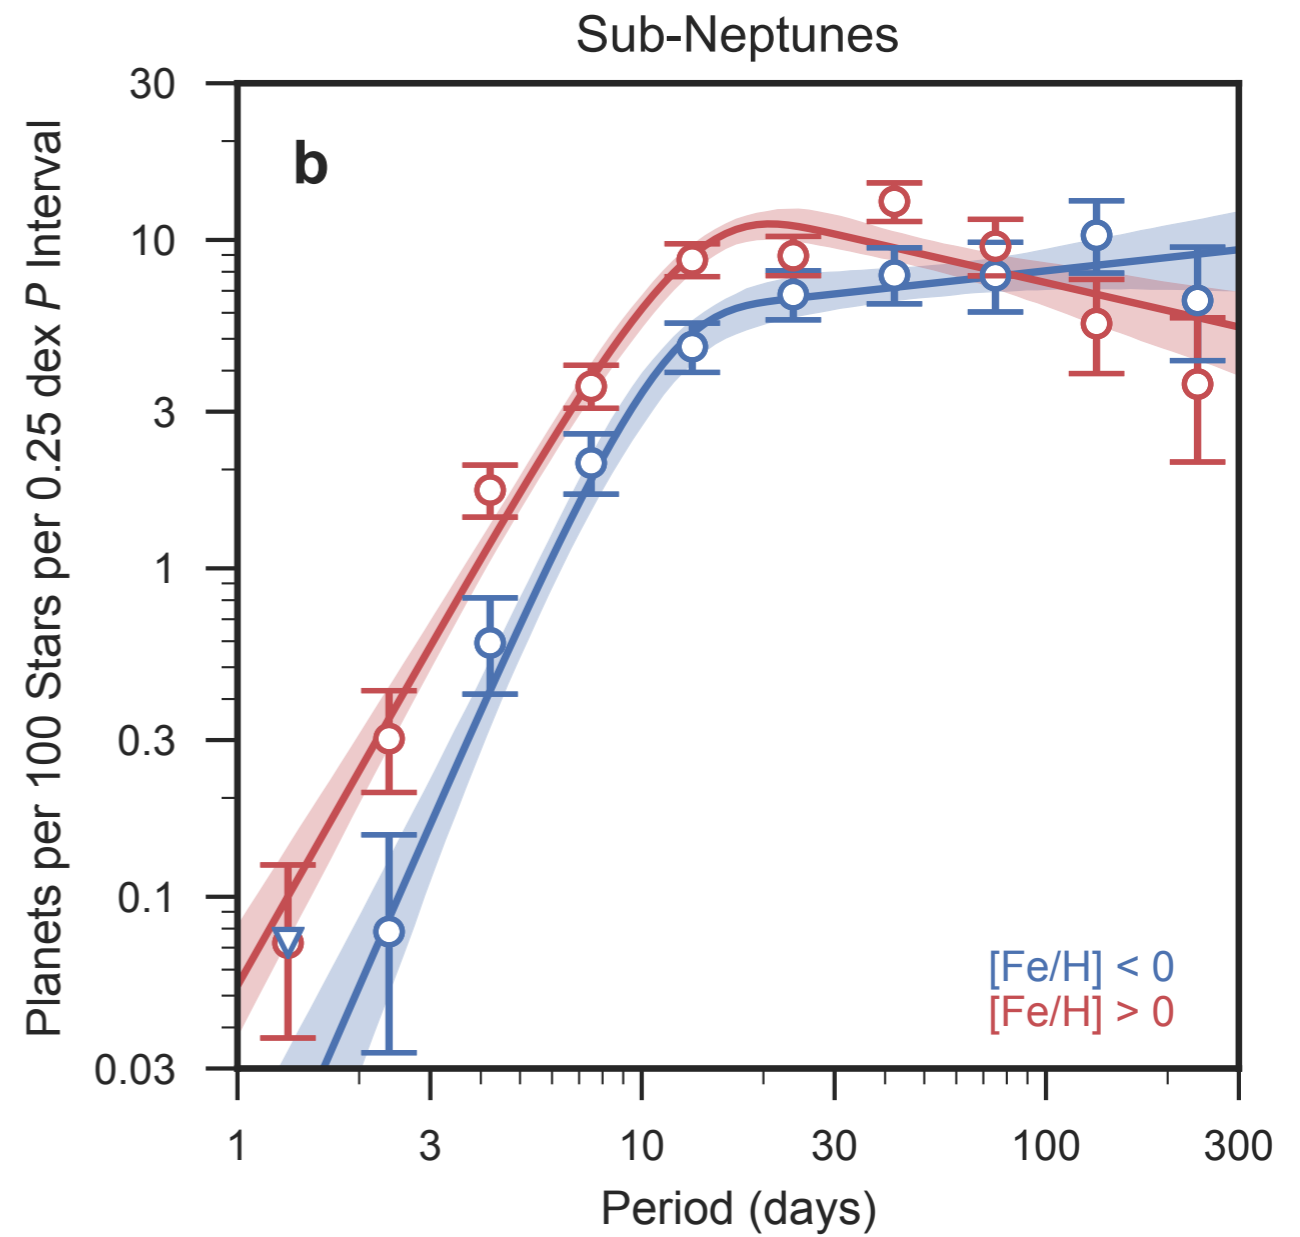 Sub-Neptunes
b
Planets per 100 Stars per 0.25 dex P Interval
30
10
3
1
0.3
0.1
0.03
[Fe/H] < 0
[Fe/H] > 0
1 3 10 30 100 300
Period (days)